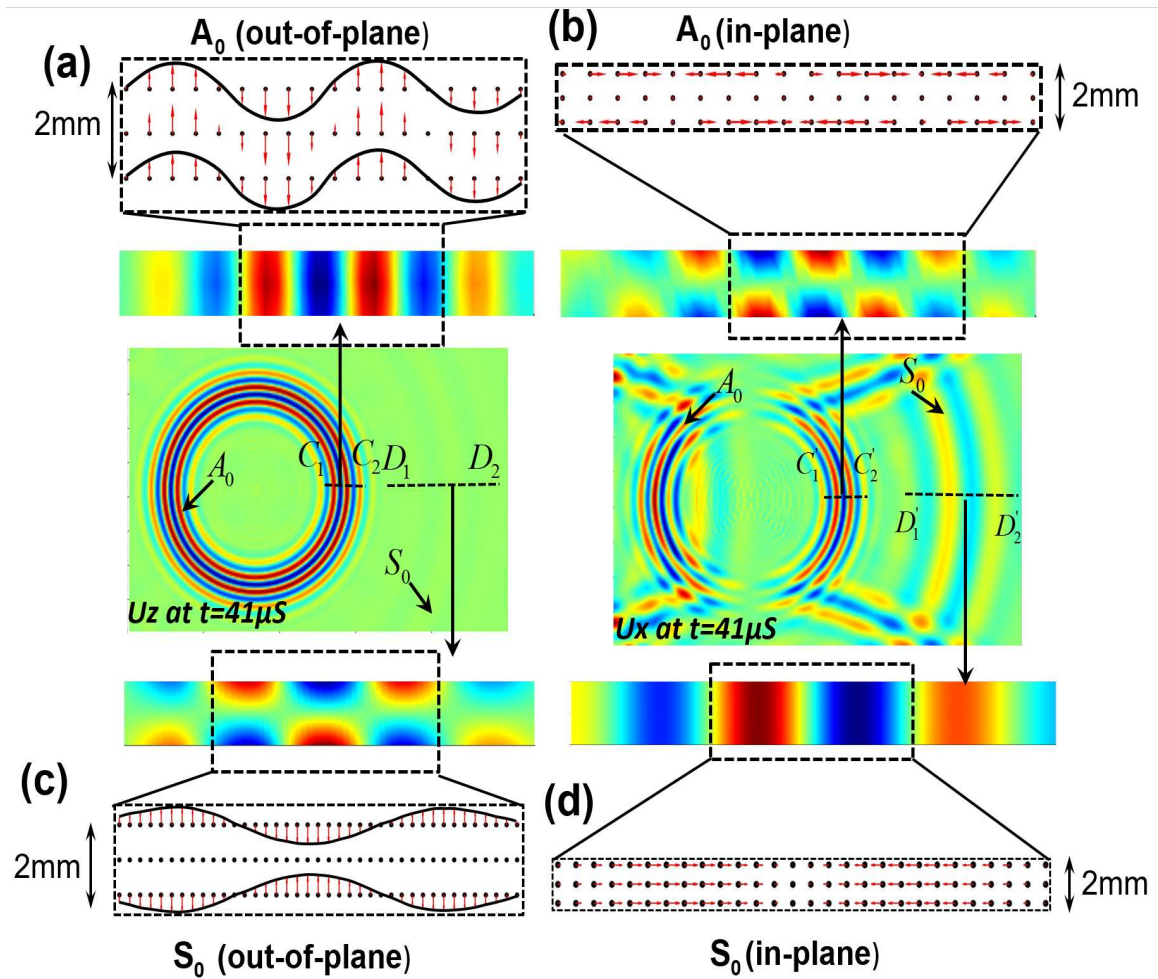 A₀ (out-of-plane)
(a)
2mm
A₀ (in-plane)
(b)
2mm
A₀
C₁
C₂
D₁
D₂
S₀
Uz at t=41µS
A₀
S₀
C₁'
C₂'
D₁'
D₂'
Ux at t=41µS
(c)
2mm
S₀ (out-of-plane)
(d)
2mm
S₀ (in-plane)